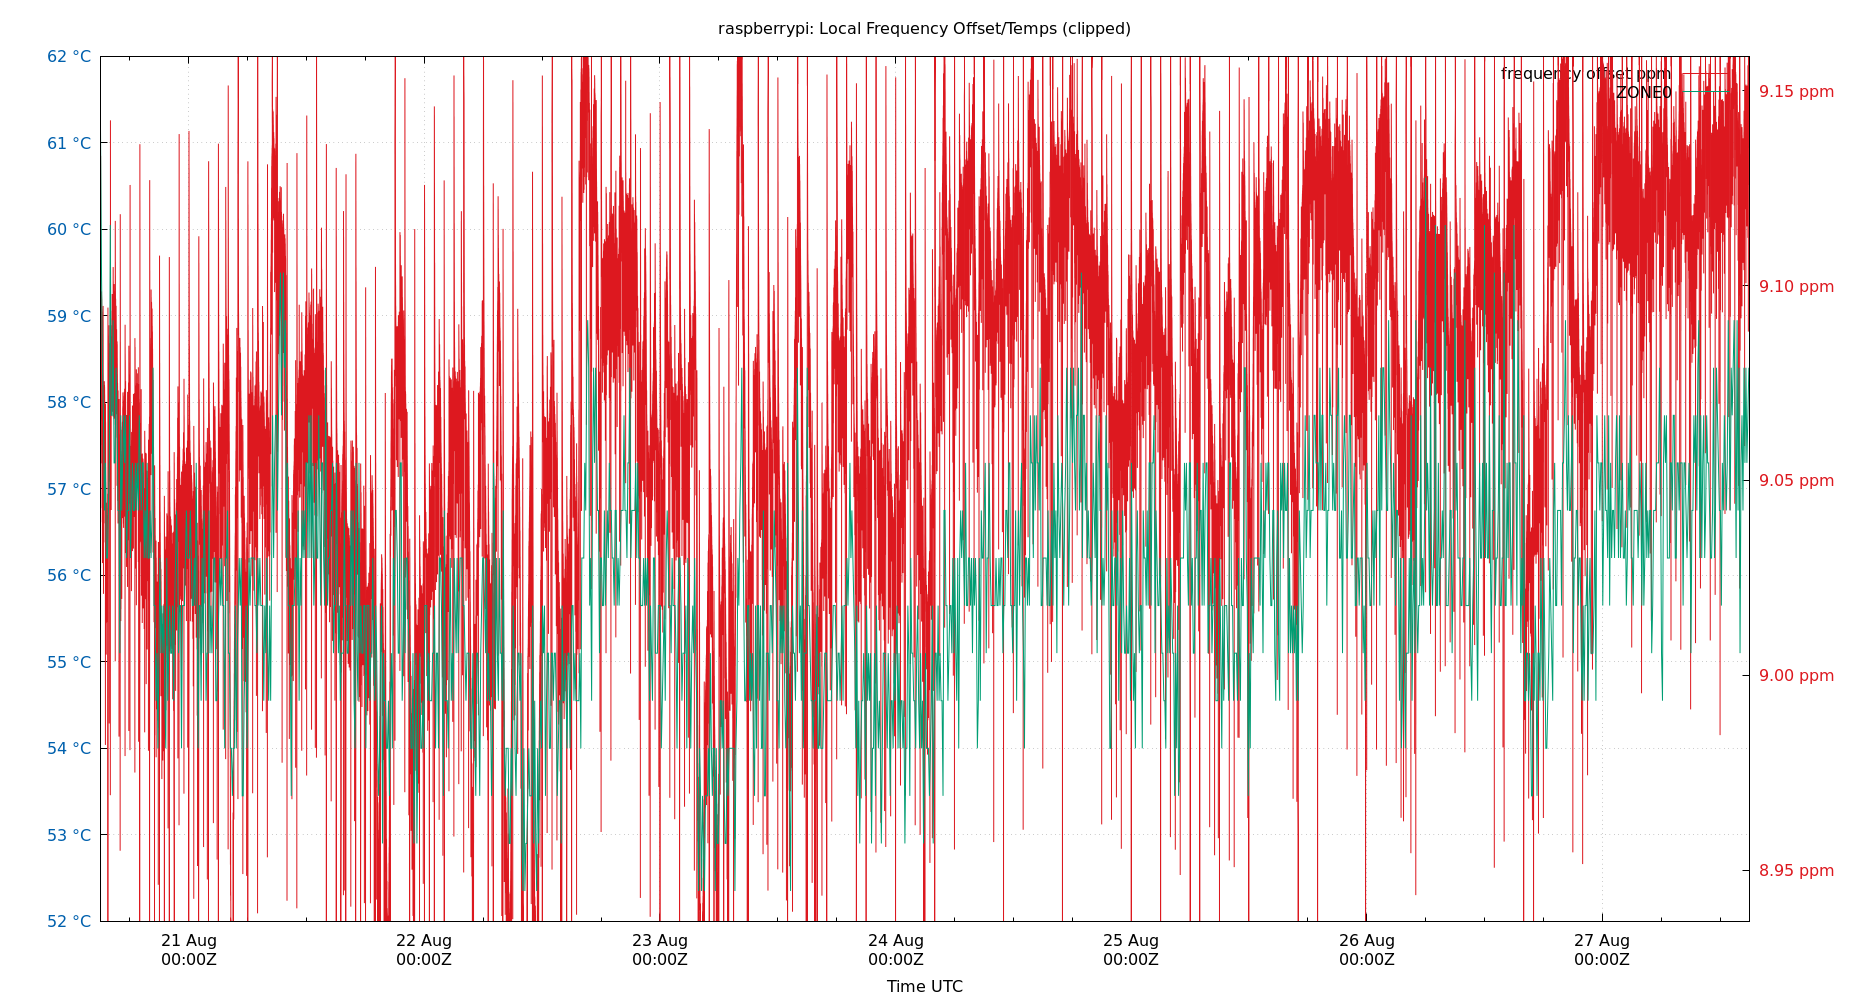 raspberrypi: Local Frequency Offset/Temps (clipped)
62 °C
61 °C
60 °C
59 °C
58 °C
57 °C
56 °C
55 °C
54 °C
53 °C
52 °C
frequency offset ppm
ZONE0
9.15 ppm
9.10 ppm
9.05 ppm
9.00 ppm
8.95 ppm
21 Aug
00:00Z
22 Aug
00:00Z
23 Aug
00:00Z
24 Aug
00:00Z
25 Aug
00:00Z
26 Aug
00:00Z
27 Aug
00:00Z
Time UTC